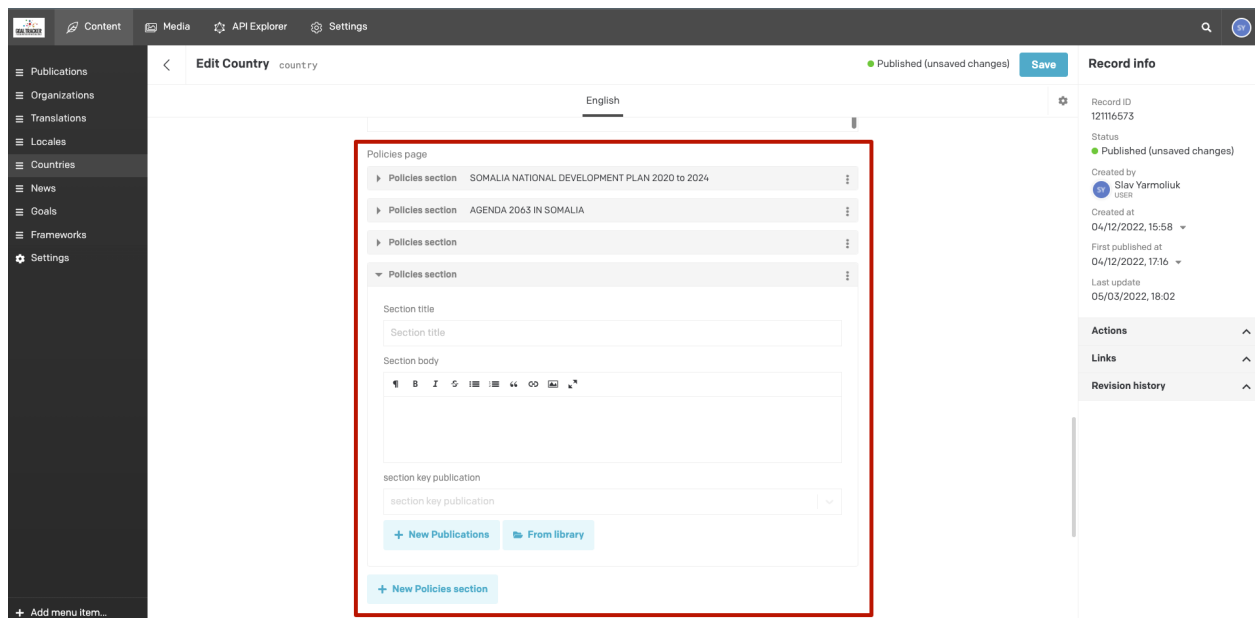 GOAL TRACKER
Content
Media
API Explorer
Settings
SY
Publications
Organizations
Translations
Locales
Countries
News
Goals
Frameworks
Settings
+ Add menu item...
Edit Country country
Published (unsaved changes)
Save
English
Policies page
Policies section SOMALIA NATIONAL DEVELOPMENT PLAN 2020 to 2024
Policies section AGENDA 2063 IN SOMALIA
Policies section
Policies section
Section title
Section title
Section body
¶ B I S
section key publication
section key publication
+ New Publications
From library
+ New Policies section
Record info
Record ID
121116573
Status
Published (unsaved changes)
Created by
SY Slav Yarmoliuk
USER
Created at
04/12/2022, 15:58
First published at
04/12/2022, 17:16
Last update
05/03/2022, 18:02
Actions
Links
Revision history